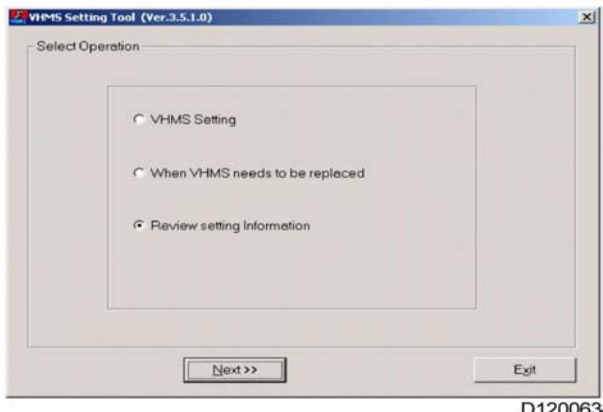 VHMS Setting Tool (Ver.3.5.1.0)
Select Operation
VHMS Setting
When VHMS needs to be replaced
Review setting Information
Next >>
Exit
D120063